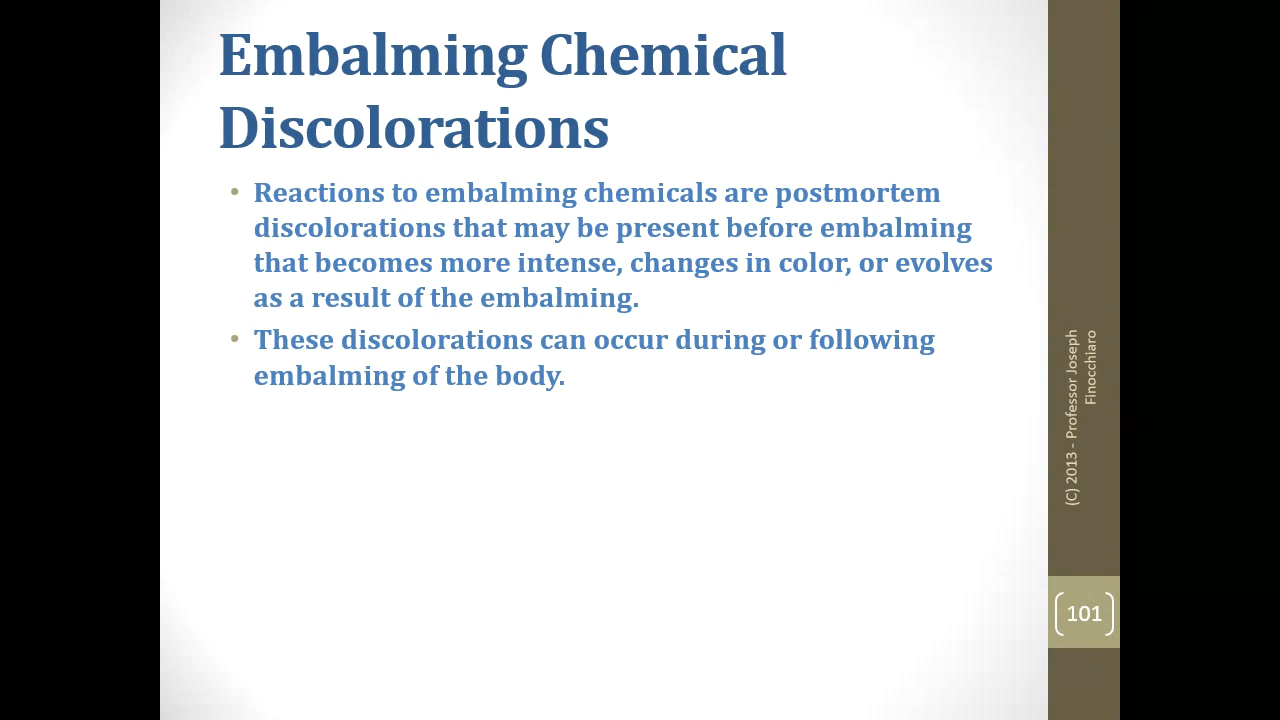 Embalming Chemical
Discolorations
• Reactions to embalming chemicals are postmortem
discolorations that may be present before embalming
that becomes more intense, changes in color, or evolves
as a result of the embalming.
• These discolorations can occur during or following
embalming of the body.
(C) 2013 - Professor Joseph
Finocchiaro
101